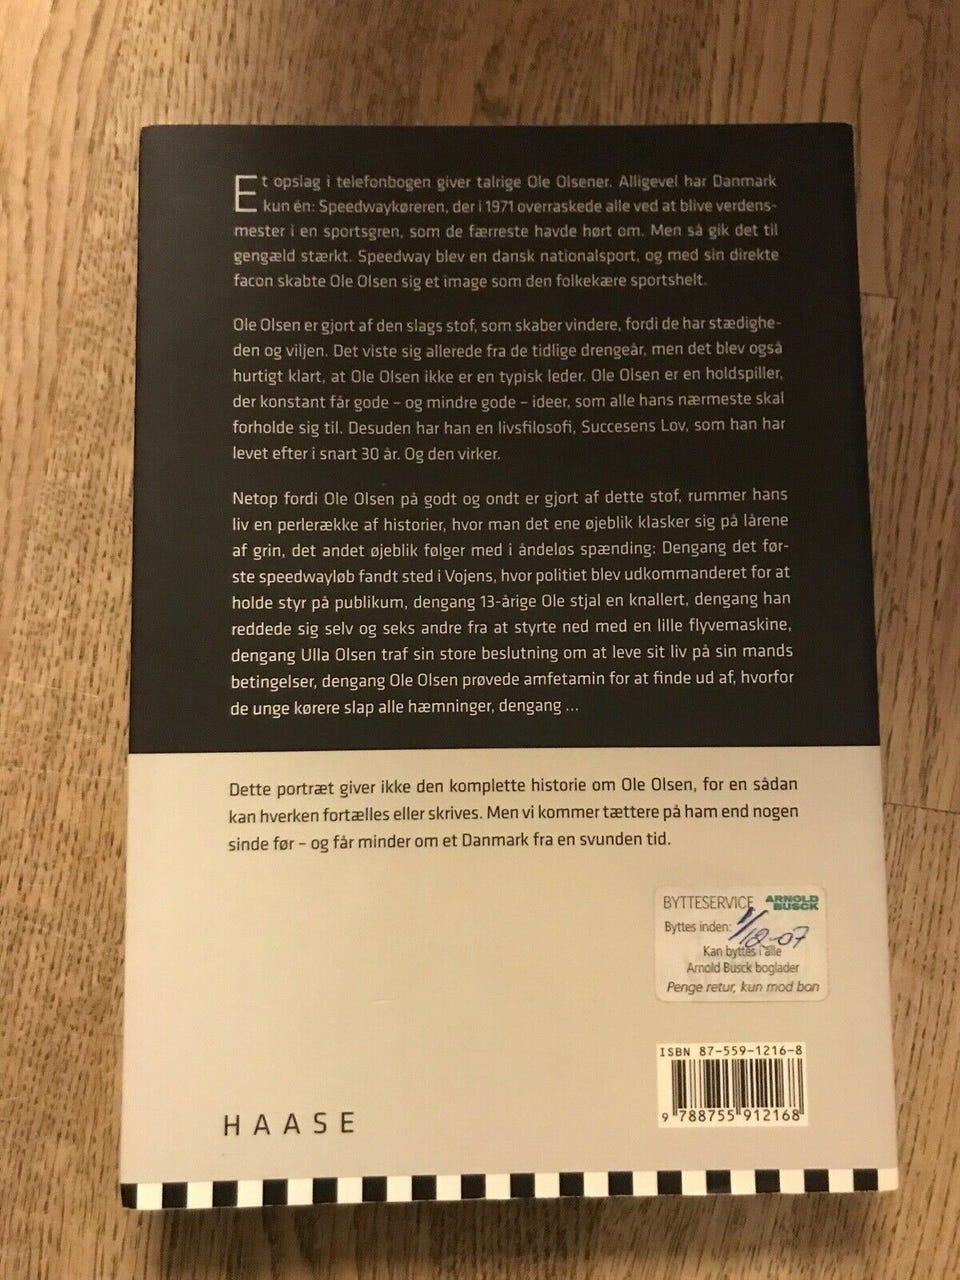 Et opslag i telefonbogen giver talrige Ole Olsener. Alligevel har Danmark
kun én: Speedwaykøreren, der i 1971 overraskede alle ved at blive verdens-
mester i en sportsgren, som de færreste havde hørt om. Men så gik det til
gengæld stærkt. Speedway blev en dansk nationalsport, og med sin direkte
facon skabte Ole Olsen sig et image som den folkekære sportshelt.
Ole Olsen er gjort af den slags stof, som skaber vindere, fordi de har stædighe-
den og viljen. Det viste sig allerede fra de tidlige drengeår, men det blev også
hurtigt klart, at Ole Olsen ikke er en typisk leder. Ole Olsen er en holdspiller,
der konstant får gode – og mindre gode – ideer, som alle hans nærmeste skal
forholde sig til. Desuden har han en livsfilosofi, Succesens Lov, som han har
levet efter i snart 30 år. Og den virker.
Netop fordi Ole Olsen på godt og ondt er gjort af dette stof, rummer hans
liv en perlerække af historier, hvor man det ene øjeblik klasker sig på lårene
af grin, det andet øjeblik følger med i åndeløs spænding: Dengang det før-
ste speedwayløb fandt sted i Vojens, hvor politiet blev udkommanderet for at
holde styr på publikum, dengang 13-årige Ole stjal en knallert, dengang han
reddede sig selv og seks andre fra at styrte ned med en lille flyvemaskine,
dengang Ulla Olsen traf sin store beslutning om at leve sit liv på sin mands
betingelser, dengang Ole Olsen prøvede amfetamin for at finde ud af, hvorfor
de unge kørere slap alle hæmninger, dengang ...
Dette portræt giver ikke den komplette historie om Ole Olsen, for en sådan
kan hverken fortælles eller skrives. Men vi kommer tættere på ham end nogen
sinde før – og får minder om et Danmark fra en svunden tid.
BYTTESERVICE ARNOLD BUSCK
Byttes inden: 1/12-07
Kan byttes i alle
Arnold Busck boglader
Penge retur, kun mod bon
ISBN 87-559-1216-8
9 788755 912168
HAASE